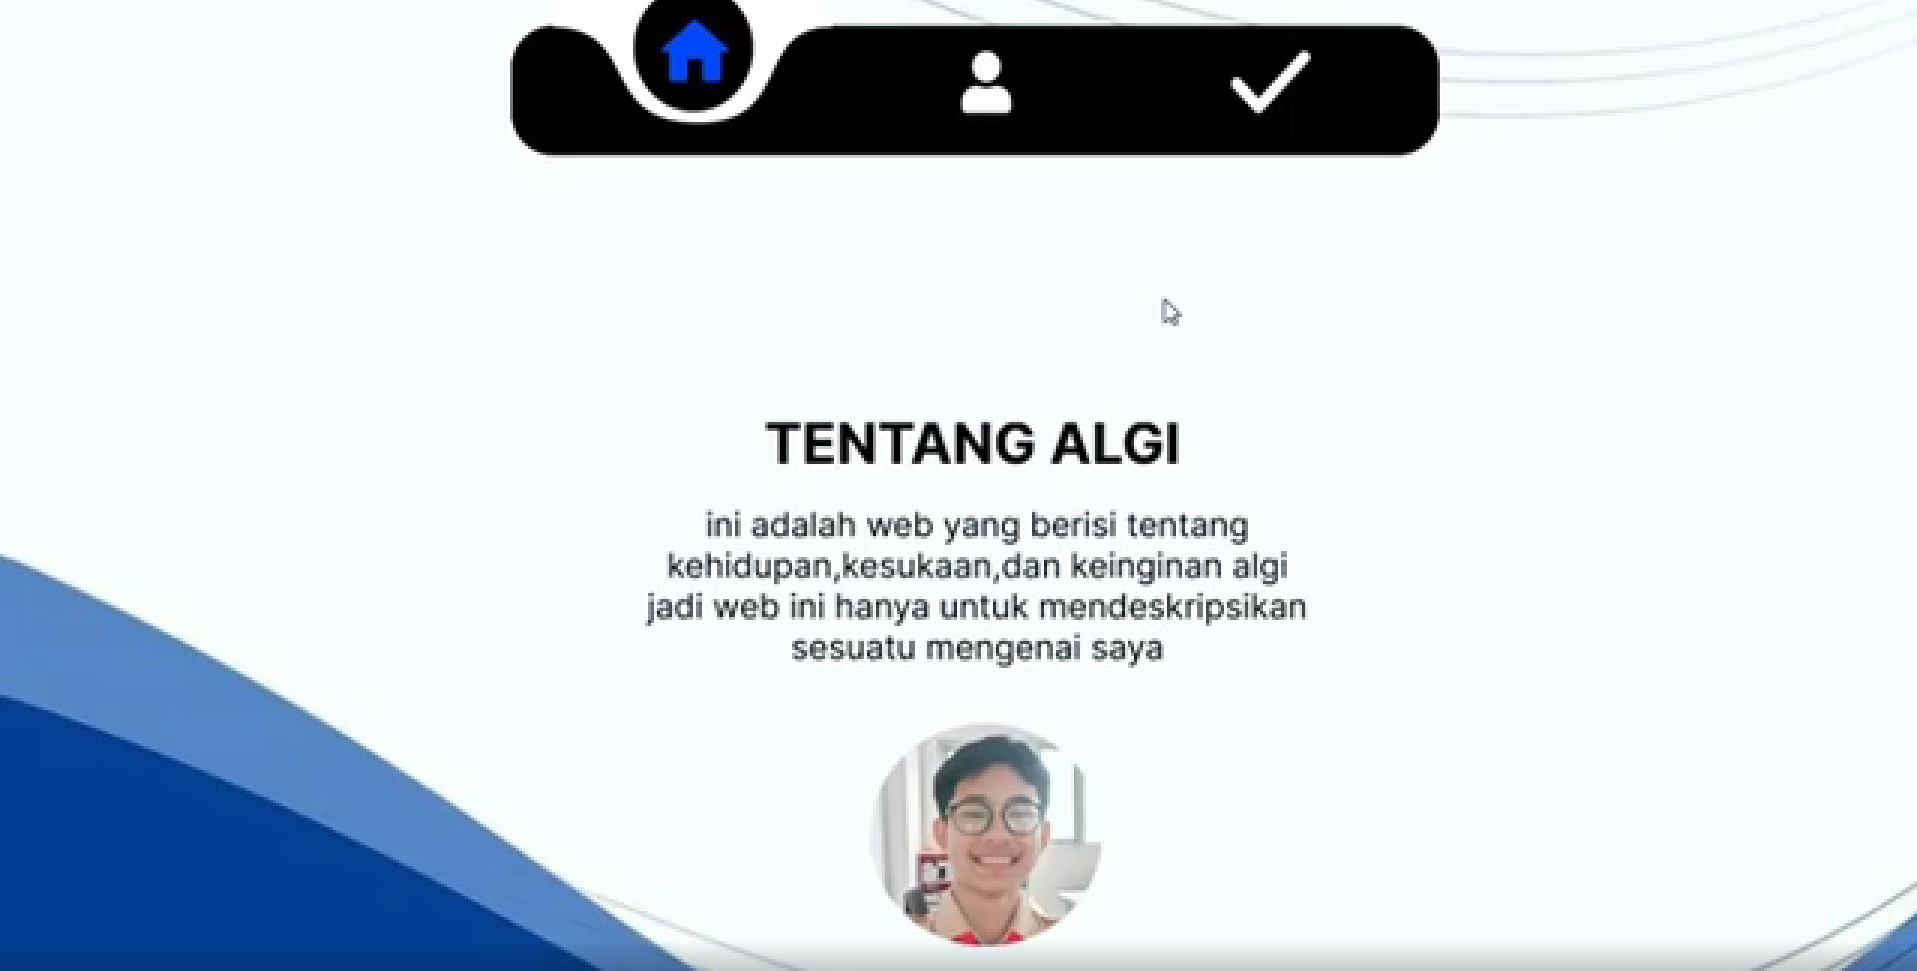 TENTANG ALGI
ini adalah web yang berisi tentang
kehidupan,kesukaan,dan keinginan algi
jadi web ini hanya untuk mendeskripsikan
sesuatu mengenai saya